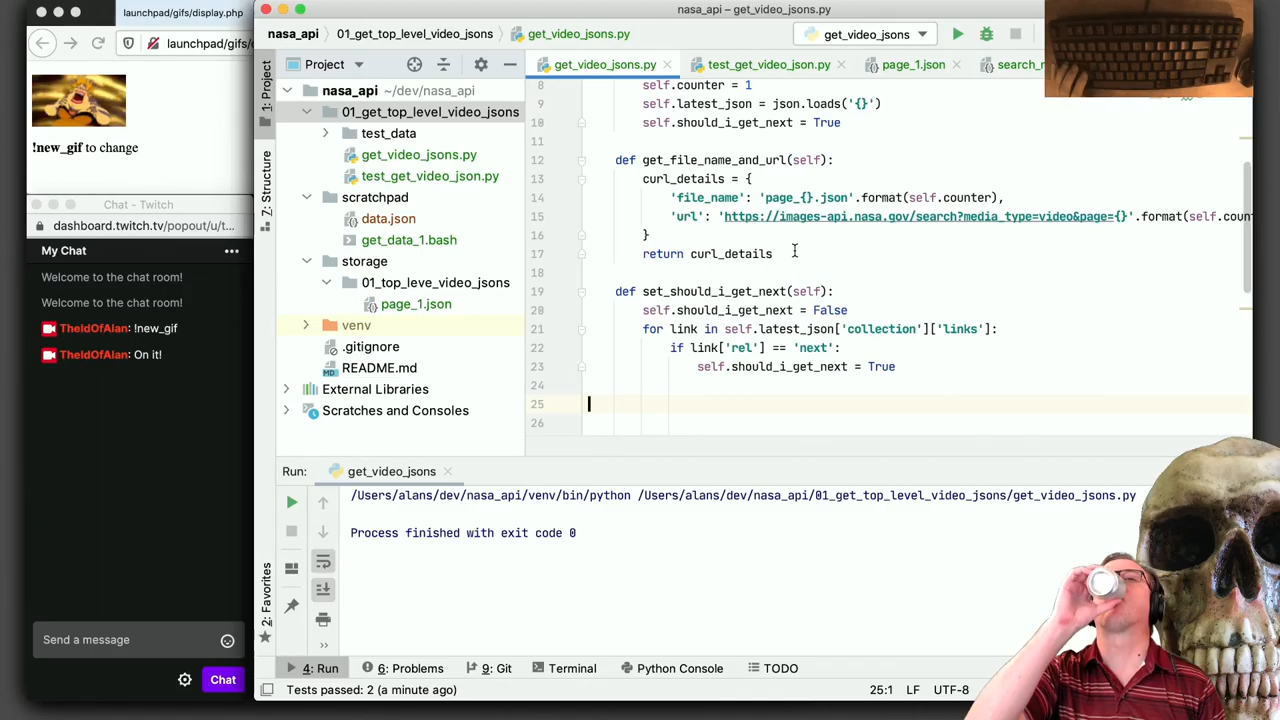 launchpad/gifs/display.php
launchpad/gifs/d
!new_gif to change
Chat - Twitch
dashboard.twitch.tv/popout/u/t...
My Chat
Welcome to the chat room!
Welcome to the chat room!
TheIdOfAlan: !new_gif
TheIdOfAlan: On it!
Send a message
Chat
nasa_api – get_video_jsons.py
nasa_api 01_get_top_level_video_jsons get_video_jsons.py
get_video_jsons
Project
get_video_jsons.py
test_get_video_json.py
page_1.json
search_n
1: Project
7: Structure
2: Favorites
nasa_api ~/dev/nasa_api
01_get_top_level_video_jsons
test_data
get_video_jsons.py
test_get_video_json.py
scratchpad
data.json
get_data_1.bash
storage
01_top_leve_video_jsons
page_1.json
venv
.gitignore
README.md
External Libraries
Scratches and Consoles
8 self.counter = 1
9 self.latest_json = json.loads('{}')
10 self.should_i_get_next = True
11
12 def get_file_name_and_url(self):
13 curl_details = {
14 'file_name': 'page_{}.json'.format(self.counter),
15 'url': 'https://images-api.nasa.gov/search?media_type=video&page={}'.format(self.coun
16 }
17 return curl_details
18
19 def set_should_i_get_next(self):
20 self.should_i_get_next = False
21 for link in self.latest_json['collection']['links']:
22 if link['rel'] == 'next':
23 self.should_i_get_next = True
24
25
26
Run: get_video_jsons
/Users/alans/dev/nasa_api/venv/bin/python /Users/alans/dev/nasa_api/01_get_top_level_video_jsons/get_video_jsons.py
Process finished with exit code 0
4: Run 6: Problems 9: Git Terminal Python Console TODO
Tests passed: 2 (a minute ago) 25:1 LF UTF-8